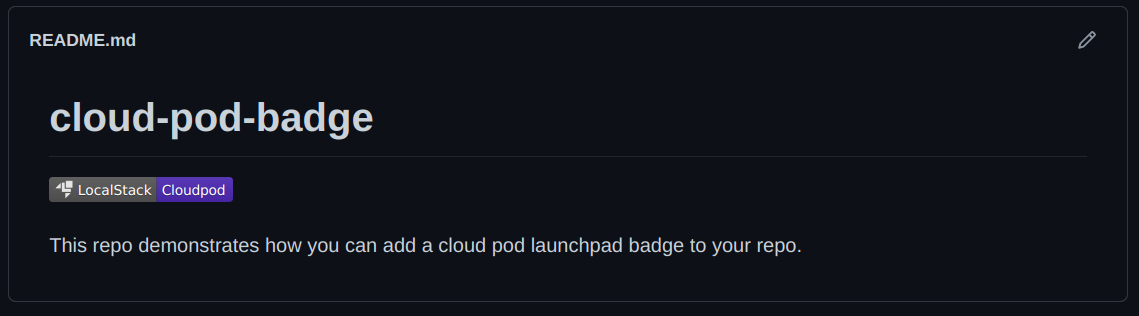 README.md
cloud-pod-badge
LocalStack Cloudpod
This repo demonstrates how you can add a cloud pod launchpad badge to your repo.